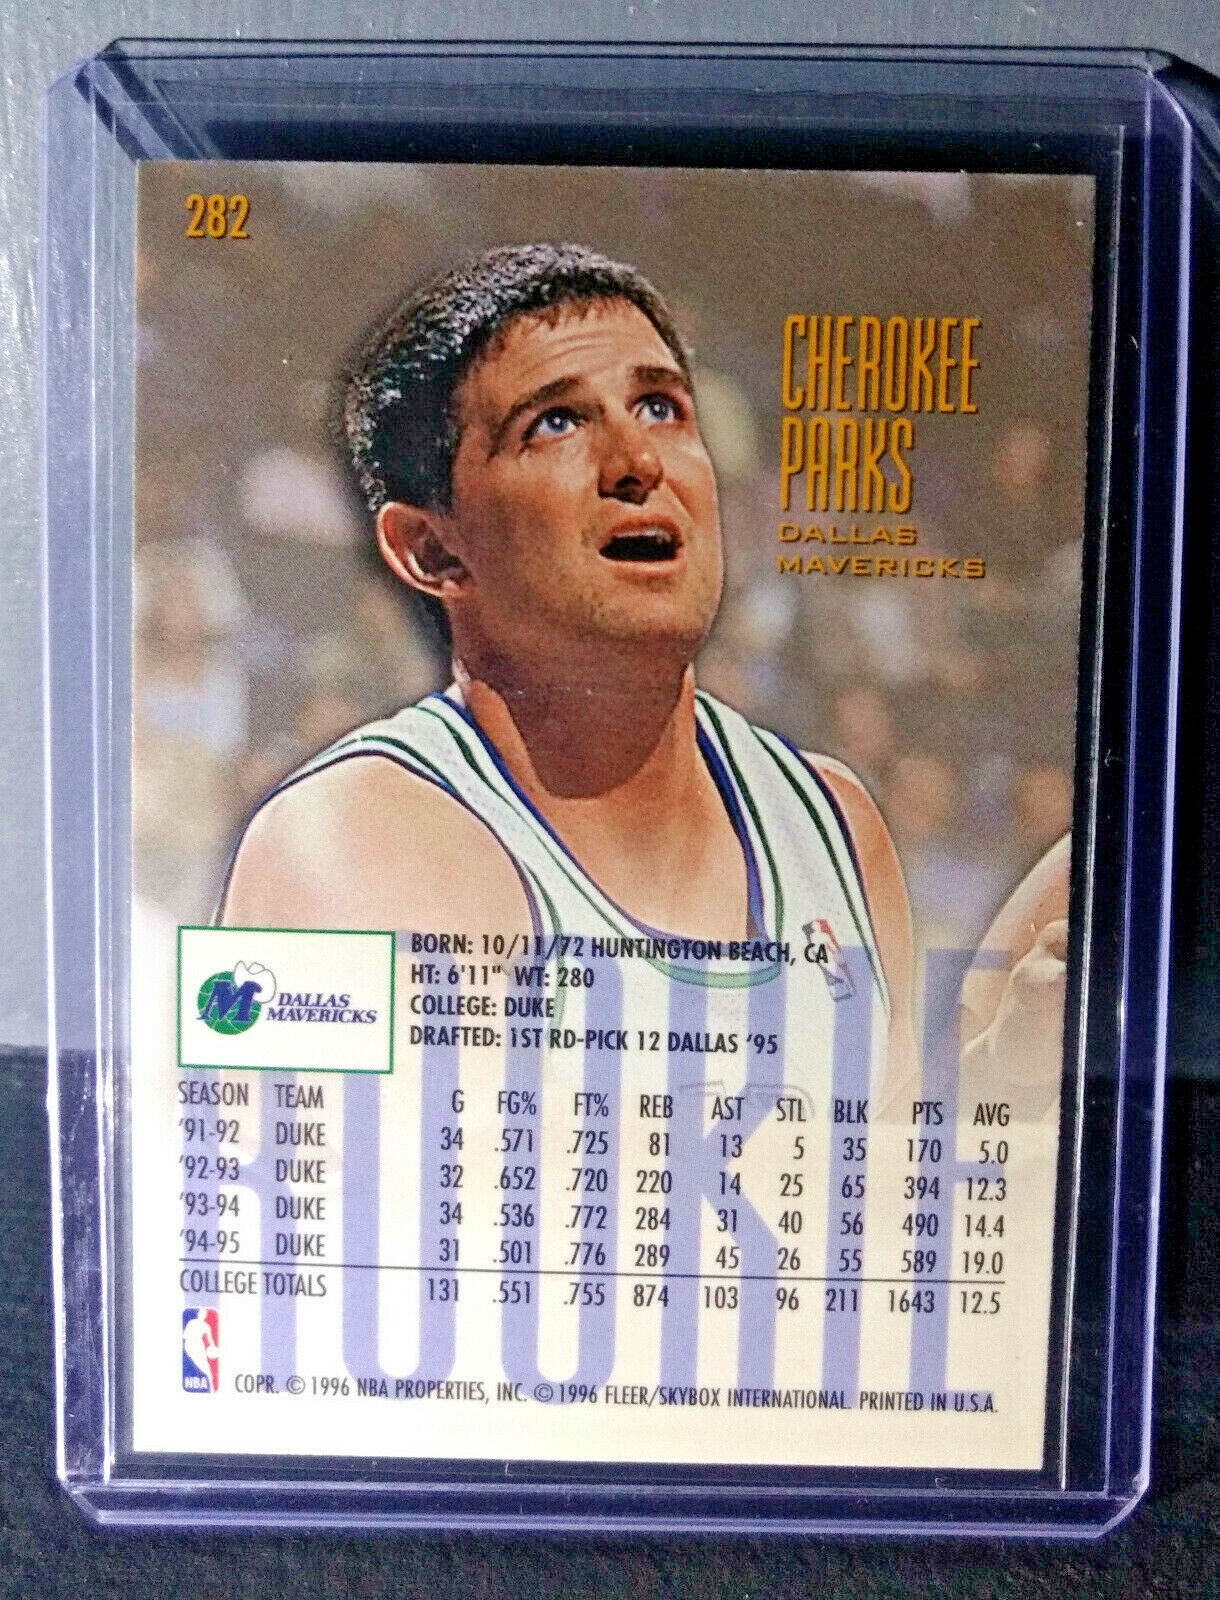 282
CHEROKEE
PARKS
DALLAS
MAVERICKS
BORN: 10/11/72 HUNTINGTON BEACH, CA
HT: 6'11" WT: 280
COLLEGE: DUKE
DRAFTED: 1ST RD-PICK 12 DALLAS '95
M DALLAS
MAVERICKS
ROOKIE
SEASON TEAM G FG% FT% REB AST STL BLK PTS AVG
'91-92 DUKE 34 .571 .725 81 13 5 35 170 5.0
'92-93 DUKE 32 .652 .720 220 14 25 65 394 12.3
'93-94 DUKE 34 .536 .772 284 31 40 56 490 14.4
'94-95 DUKE 31 .501 .776 289 45 26 55 589 19.0
COLLEGE TOTALS 131 .551 .755 874 103 96 211 1643 12.5
NBA
COPR. © 1996 NBA PROPERTIES, INC. © 1996 FLEER/SKYBOX INTERNATIONAL. PRINTED IN U.S.A.